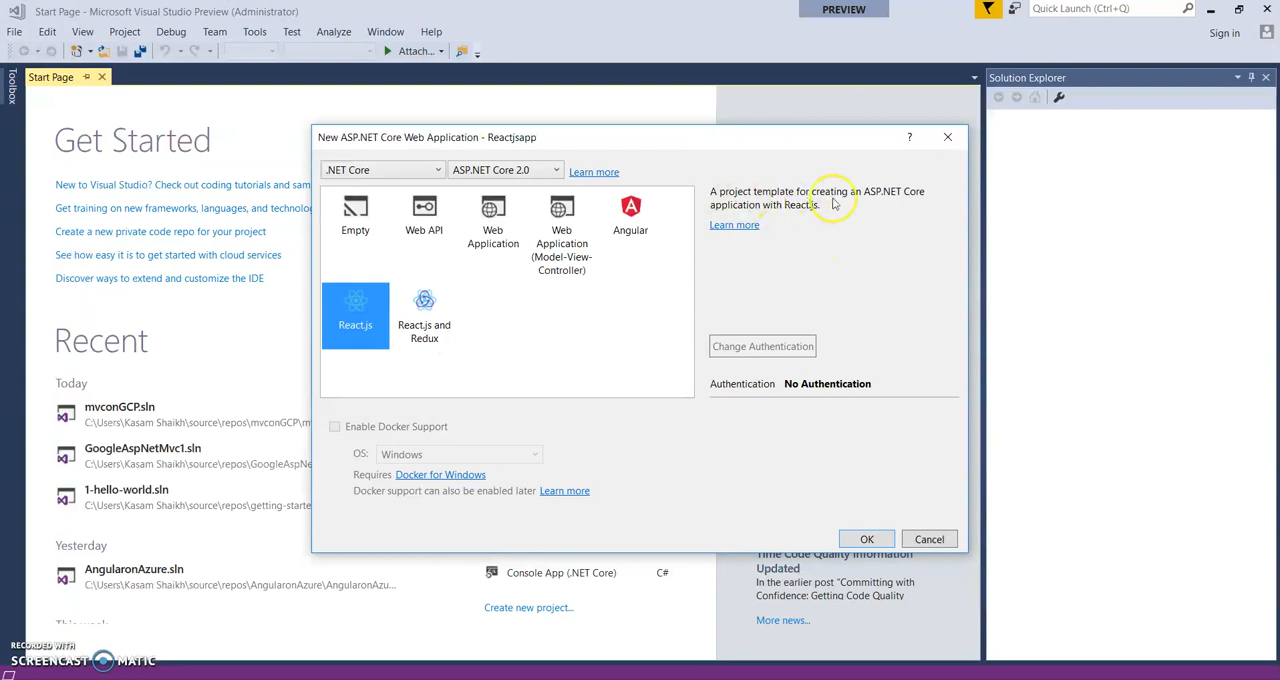 Start Page - Microsoft Visual Studio Preview (Administrator)
PREVIEW
Quick Launch (Ctrl+Q)
File Edit View Project Debug Team Tools Test Analyze Window Help
Sign in
Attach...
Toolbox
Start Page
Solution Explorer
Get Started
New to Visual Studio? Check out coding tutorials and sam
Get training on new frameworks, languages, and technolog
Create a new private code repo for your project
See how easy it is to get started with cloud services
Discover ways to extend and customize the IDE
Recent
Today
mvconGCP.sln
C:\Users\Kasam Shaikh\source\repos\mvconGCP\m
GoogleAspNetMvc1.sln
C:\Users\Kasam Shaikh\source\repos\GoogleAspNe
1-hello-world.sln
C:\Users\Kasam Shaikh\source\repos\getting-starte
Yesterday
AngularonAzure.sln
C:\Users\Kasam Shaikh\source\repos\AngularonAzure\AngularonAzu...
New ASP.NET Core Web Application - Reactjsapp
?
.NET Core
ASP.NET Core 2.0
Learn more
Empty
Web API
Web
Application
Web
Application
(Model-View-
Controller)
Angular
React.js
React.js and
Redux
A project template for creating an ASP.NET Core
application with React.js.
Learn more
Change Authentication
Authentication No Authentication
Enable Docker Support
OS: Windows
Requires Docker for Windows
Docker support can also be enabled later Learn more
OK
Cancel
Console App (.NET Core) C#
Create new project...
Time Code Quality Information
Updated
In the earlier post "Committing with
Confidence: Getting Code Quality
More news...
RECORDED WITH
SCREENCAST MATIC